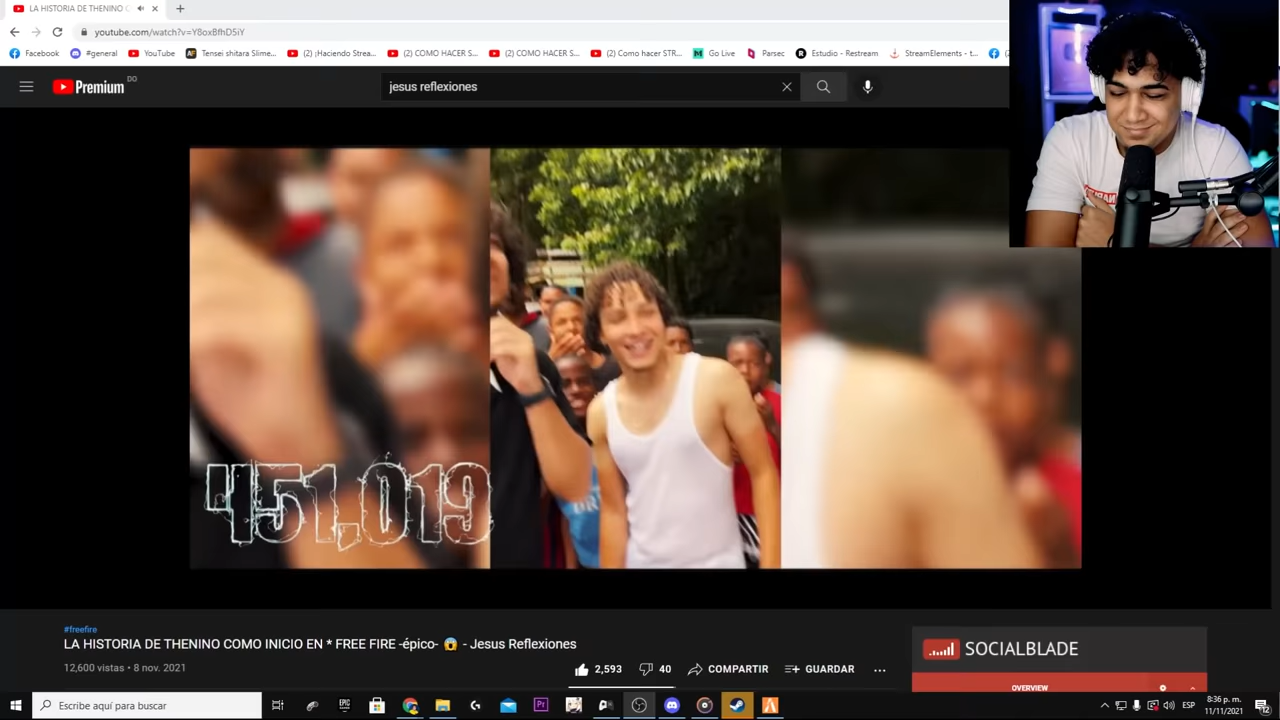 LA HISTORIA DE THENINO C
youtube.com/watch?v=Y8oxBfhD5iY
Facebook
#general
YouTube
Tensei shitara Slime...
(2) ¡Haciendo Strea...
(2) COMO HACER S...
(2) COMO HACER S...
(2) Como hacer STR...
Go Live
Parsec
Estudio - Restream
StreamElements - t...
Premium
DO
jesus reflexiones
451,019
#freefire
LA HISTORIA DE THENINO COMO INICIO EN * FREE FIRE -épico- 😱 - Jesus Reflexiones
12,600 vistas • 8 nov. 2021
2,593
40
COMPARTIR
GUARDAR
SOCIALBLADE
OVERVIEW
Escribe aquí para buscar
EPIC
Pr
ESP
8:36 p. m.
11/11/2021
12